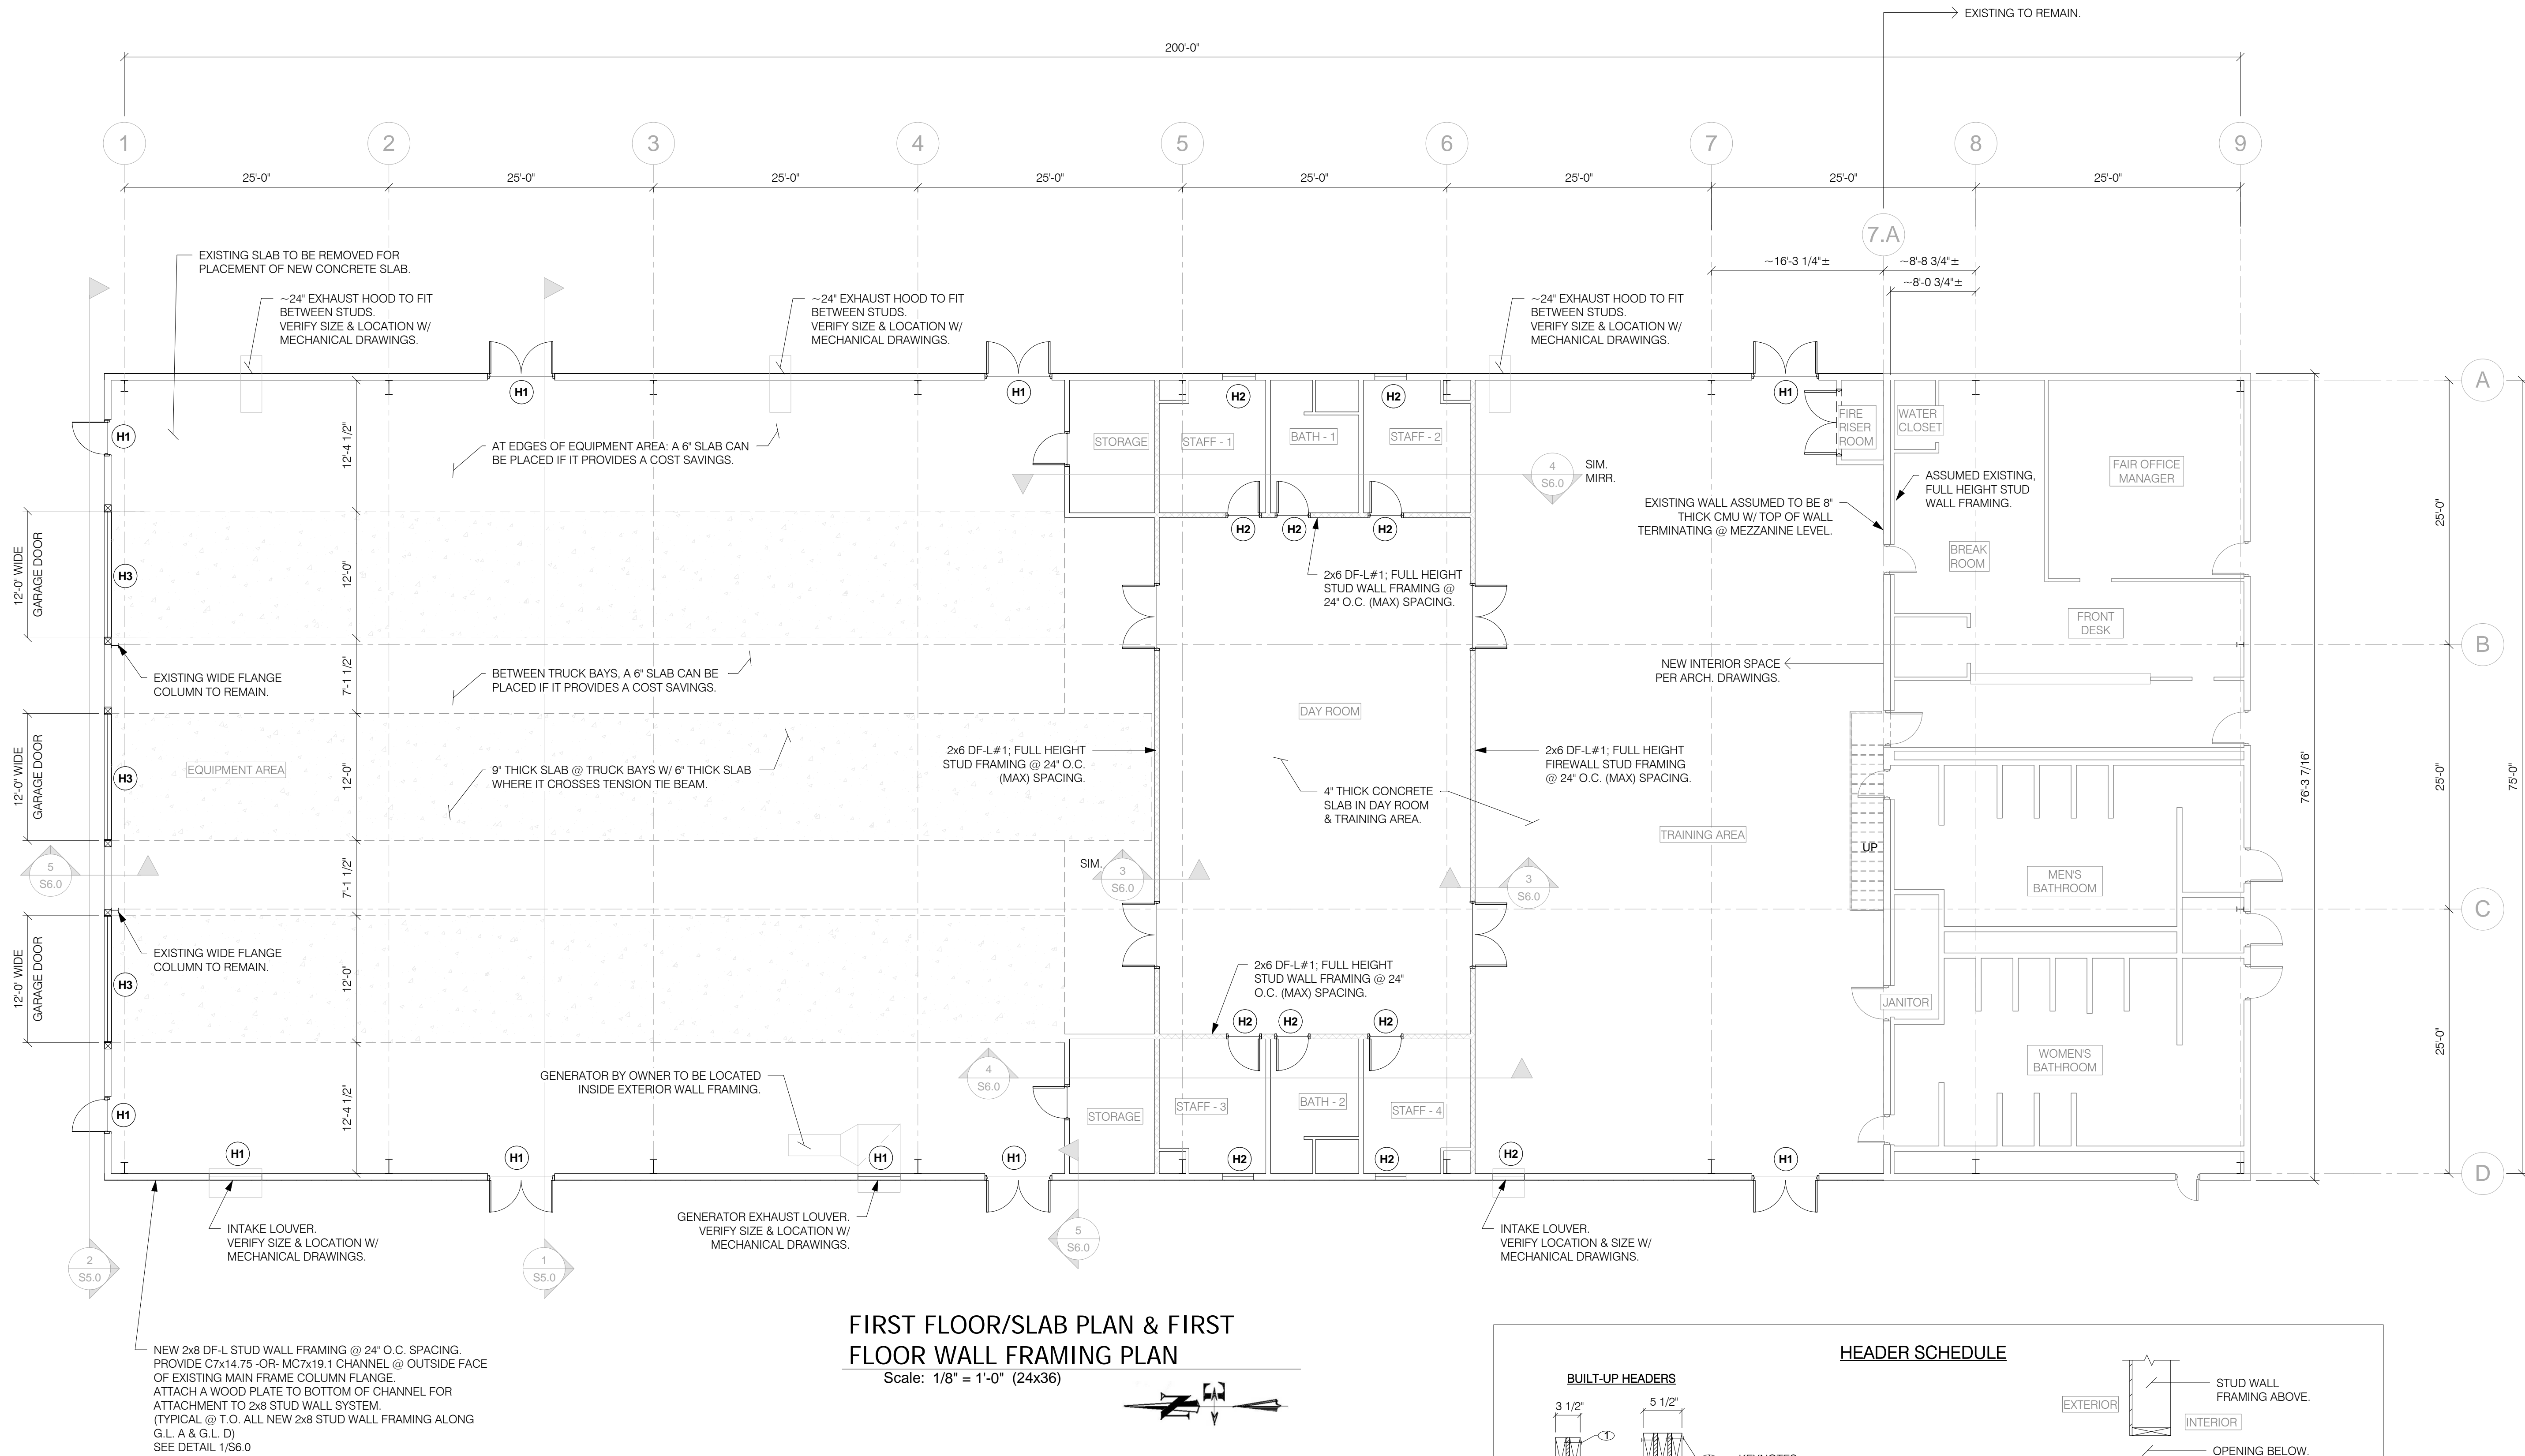 EXISTING TO REMAIN.
200'-0"
1
2
3
4
5
6
7
8
9
25'-0"
25'-0"
25'-0"
25'-0"
25'-0"
25'-0"
25'-0"
25'-0"
7.A
~16'-3 1/4"±
~8'-8 3/4"±
~8'-0 3/4"±
EXISTING SLAB TO BE REMOVED FOR
PLACEMENT OF NEW CONCRETE SLAB.
~24" EXHAUST HOOD TO FIT
BETWEEN STUDS.
VERIFY SIZE & LOCATION W/
MECHANICAL DRAWINGS.
~24" EXHAUST HOOD TO FIT
BETWEEN STUDS.
VERIFY SIZE & LOCATION W/
MECHANICAL DRAWINGS.
~24" EXHAUST HOOD TO FIT
BETWEEN STUDS.
VERIFY SIZE & LOCATION W/
MECHANICAL DRAWINGS.
A
H1
H1
H2
H2
H1
H1
12'-4 1/2"
AT EDGES OF EQUIPMENT AREA: A 6" SLAB CAN
BE PLACED IF IT PROVIDES A COST SAVINGS.
STORAGE
STAFF - 1
BATH - 1
STAFF - 2
FIRE
RISER
ROOM
WATER
CLOSET
FAIR OFFICE
MANAGER
4
S6.0
SIM.
MIRR.
ASSUMED EXISTING,
FULL HEIGHT STUD
WALL FRAMING.
EXISTING WALL ASSUMED TO BE 8"
THICK CMU W/ TOP OF WALL
TERMINATING @ MEZZANINE LEVEL.
H2
H2
H2
25'-0"
12'-0" WIDE
GARAGE DOOR
H3
12'-0"
2x6 DF-L#1; FULL HEIGHT
STUD WALL FRAMING @
24" O.C. (MAX) SPACING.
BREAK
ROOM
FRONT
DESK
B
EXISTING WIDE FLANGE
COLUMN TO REMAIN.
7'-1 1/2"
BETWEEN TRUCK BAYS, A 6" SLAB CAN BE
PLACED IF IT PROVIDES A COST SAVINGS.
NEW INTERIOR SPACE
PER ARCH. DRAWINGS.
DAY ROOM
12'-0" WIDE
GARAGE DOOR
H3
EQUIPMENT AREA
12'-0"
9" THICK SLAB @ TRUCK BAYS W/ 6" THICK SLAB
WHERE IT CROSSES TENSION TIE BEAM.
2x6 DF-L#1; FULL HEIGHT
STUD FRAMING @ 24" O.C.
(MAX) SPACING.
2x6 DF-L#1; FULL HEIGHT
FIREWALL STUD FRAMING
@ 24" O.C. (MAX) SPACING.
4" THICK CONCRETE
SLAB IN DAY ROOM
& TRAINING AREA.
TRAINING AREA
UP
76'-3 7/16"
25'-0"
75'-0"
5
S6.0
7'-1 1/2"
SIM.
3
S6.0
3
S6.0
MEN'S
BATHROOM
C
EXISTING WIDE FLANGE
COLUMN TO REMAIN.
12'-0" WIDE
GARAGE DOOR
H3
12'-0"
2x6 DF-L#1; FULL HEIGHT
STUD WALL FRAMING @ 24"
O.C. (MAX) SPACING.
JANITOR
H2
H2
H2
25'-0"
WOMEN'S
BATHROOM
GENERATOR BY OWNER TO BE LOCATED
INSIDE EXTERIOR WALL FRAMING.
4
S6.0
H1
12'-4 1/2"
STORAGE
STAFF - 3
BATH - 2
STAFF - 4
H1
H1
H1
H1
H2
H2
H2
H1
D
INTAKE LOUVER.
VERIFY SIZE & LOCATION W/
MECHANICAL DRAWINGS.
GENERATOR EXHAUST LOUVER.
VERIFY SIZE & LOCATION W/
MECHANICAL DRAWINGS.
5
S6.0
INTAKE LOUVER.
VERIFY LOCATION & SIZE W/
MECHANICAL DRAWIGNS.
2
S5.0
1
S5.0
NEW 2x8 DF-L STUD WALL FRAMING @ 24" O.C. SPACING.
PROVIDE C7x14.75 -OR- MC7x19.1 CHANNEL @ OUTSIDE FACE
OF EXISTING MAIN FRAME COLUMN FLANGE.
ATTACH A WOOD PLATE TO BOTTOM OF CHANNEL FOR
ATTACHMENT TO 2x8 STUD WALL SYSTEM.
(TYPICAL @ T.O. ALL NEW 2x8 STUD WALL FRAMING ALONG
G.L. A & G.L. D)
SEE DETAIL 1/S6.0
FIRST FLOOR/SLAB PLAN & FIRST
FLOOR WALL FRAMING PLAN
Scale: 1/8" = 1'-0" (24x36)
HEADER SCHEDULE
BUILT-UP HEADERS
3 1/2"
5 1/2"
1
EXTERIOR
INTERIOR
STUD WALL
FRAMING ABOVE.
OPENING BELOW.